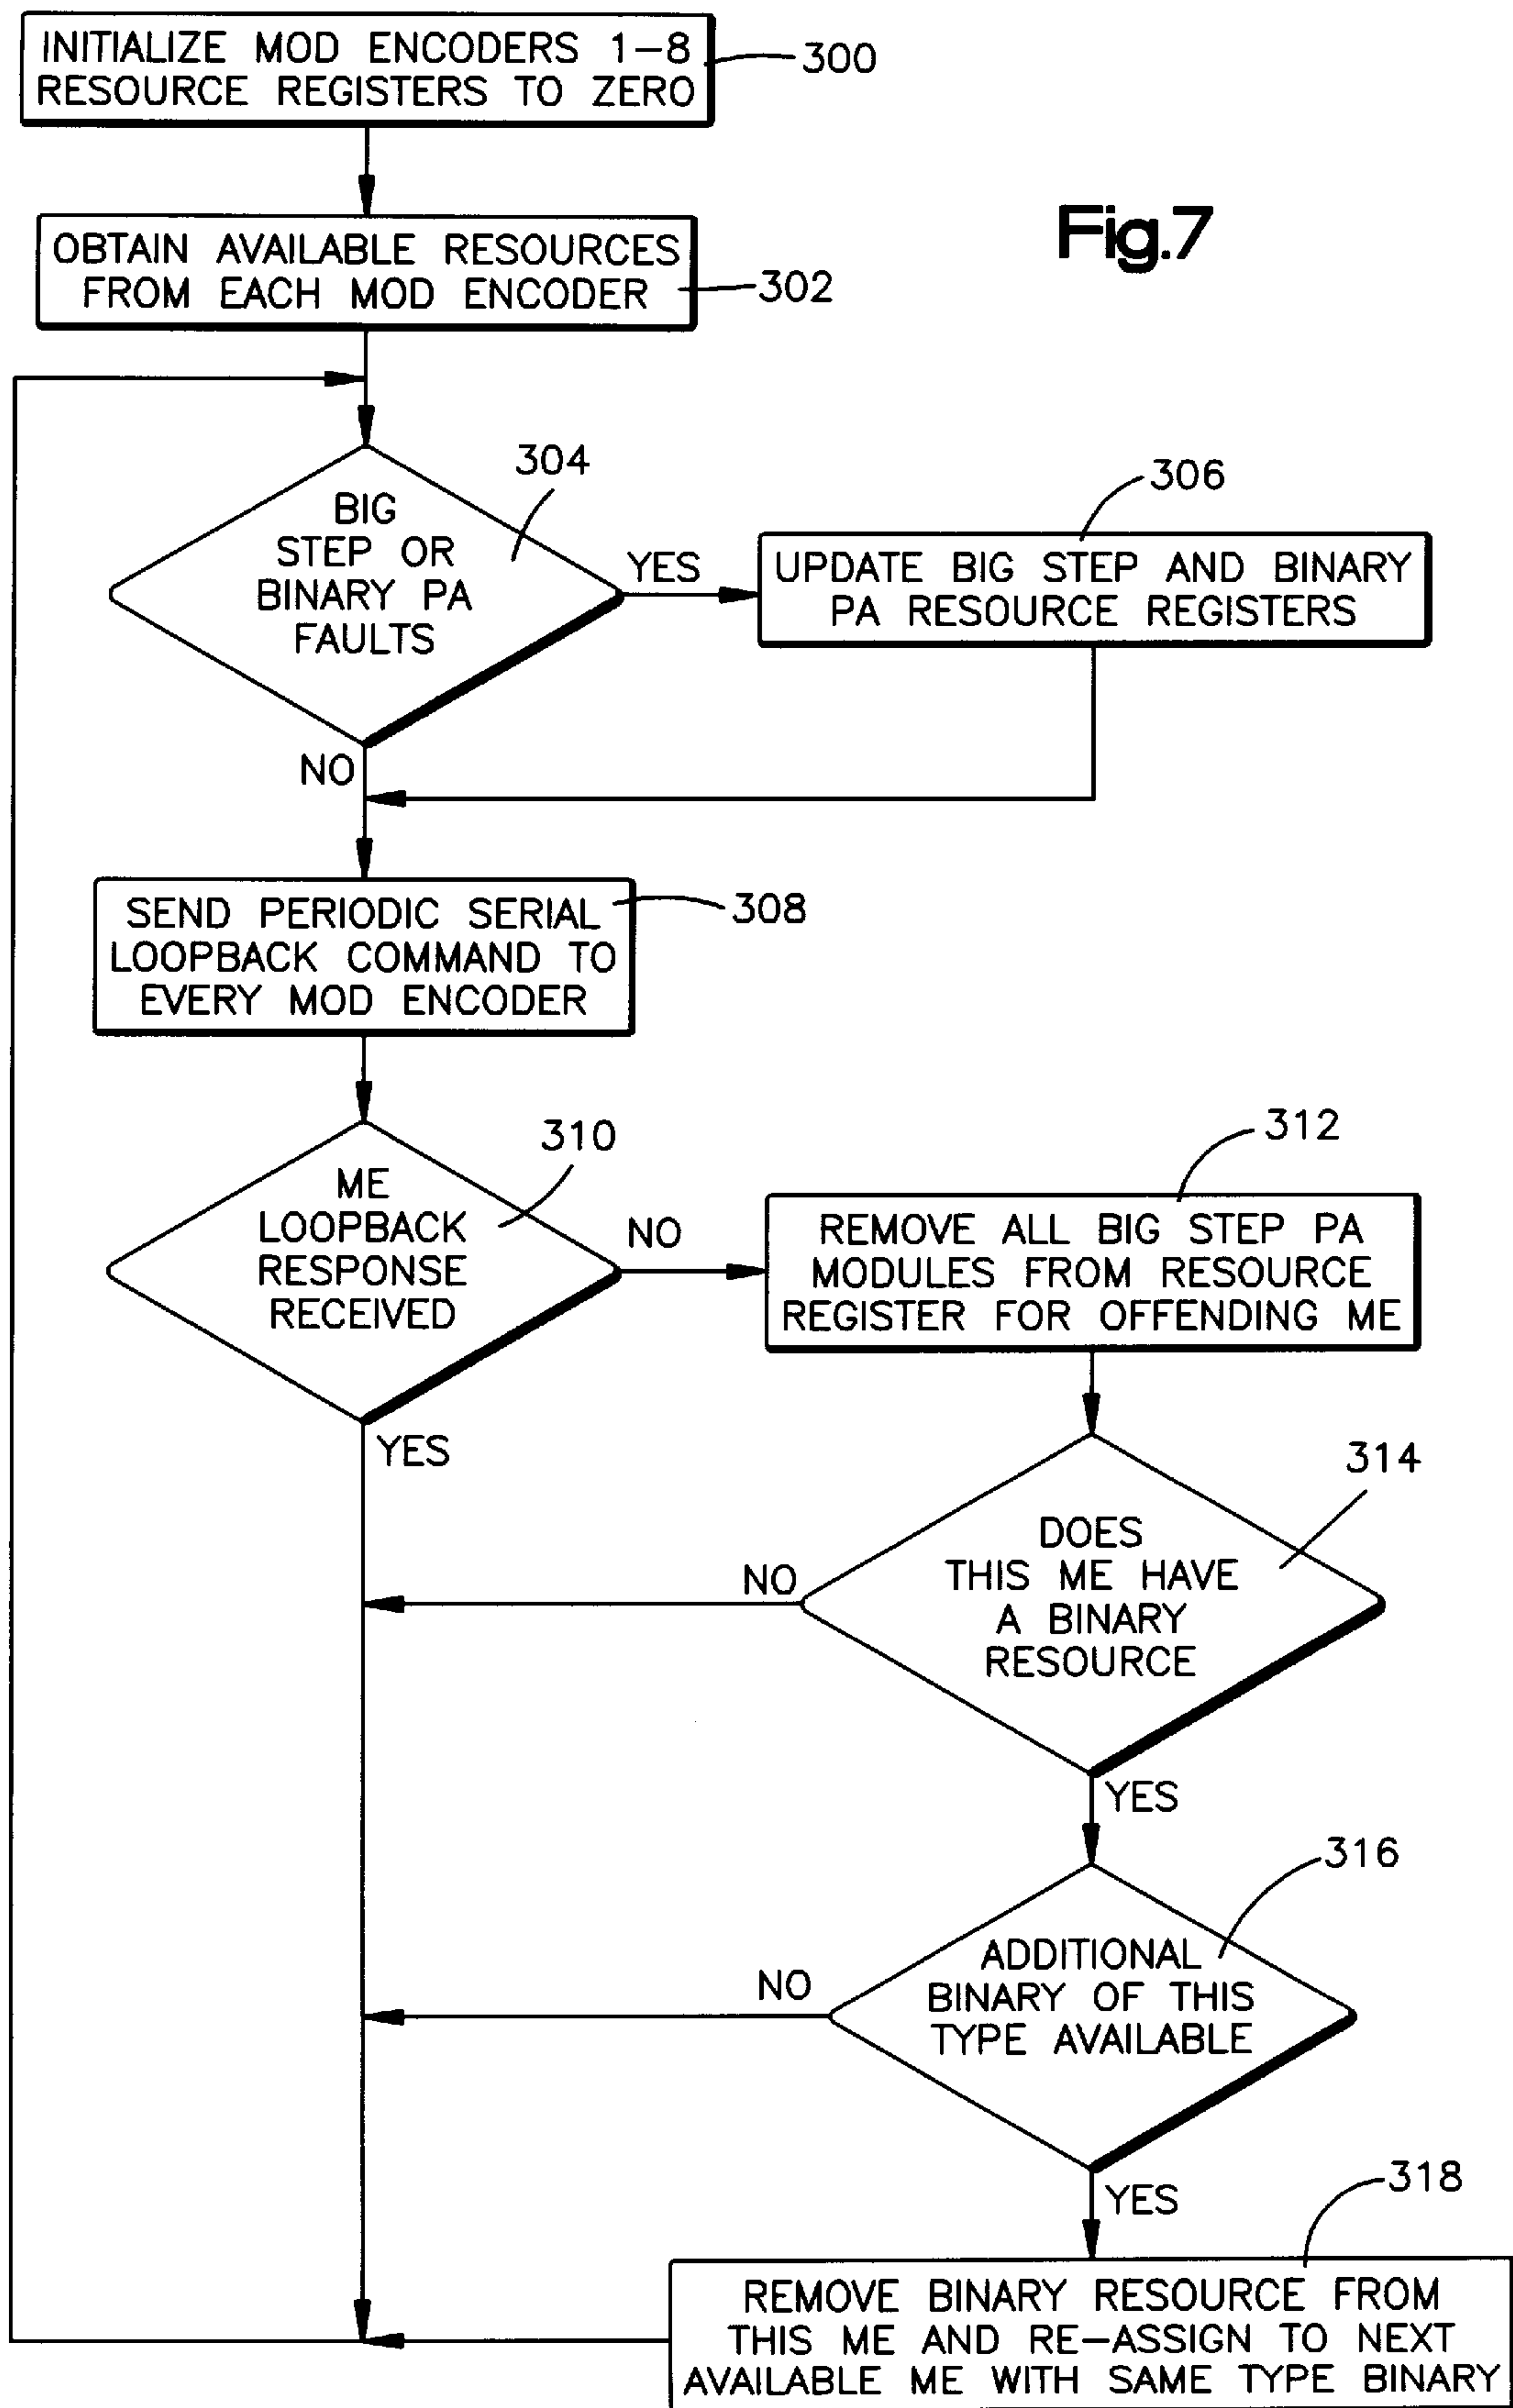 INITIALIZE MOD ENCODERS 1-8
RESOURCE REGISTERS TO ZERO
300
OBTAIN AVAILABLE RESOURCES
FROM EACH MOD ENCODER
302
Fig.7
304
BIG
STEP OR
BINARY PA
FAULTS
YES
NO
306
UPDATE BIG STEP AND BINARY
PA RESOURCE REGISTERS
SEND PERIODIC SERIAL
LOOPBACK COMMAND TO
EVERY MOD ENCODER
308
310
ME
LOOPBACK
RESPONSE
RECEIVED
NO
YES
312
REMOVE ALL BIG STEP PA
MODULES FROM RESOURCE
REGISTER FOR OFFENDING ME
314
DOES
THIS ME HAVE
A BINARY
RESOURCE
NO
YES
316
ADDITIONAL
BINARY OF THIS
TYPE AVAILABLE
NO
YES
318
REMOVE BINARY RESOURCE FROM
THIS ME AND RE-ASSIGN TO NEXT
AVAILABLE ME WITH SAME TYPE BINARY